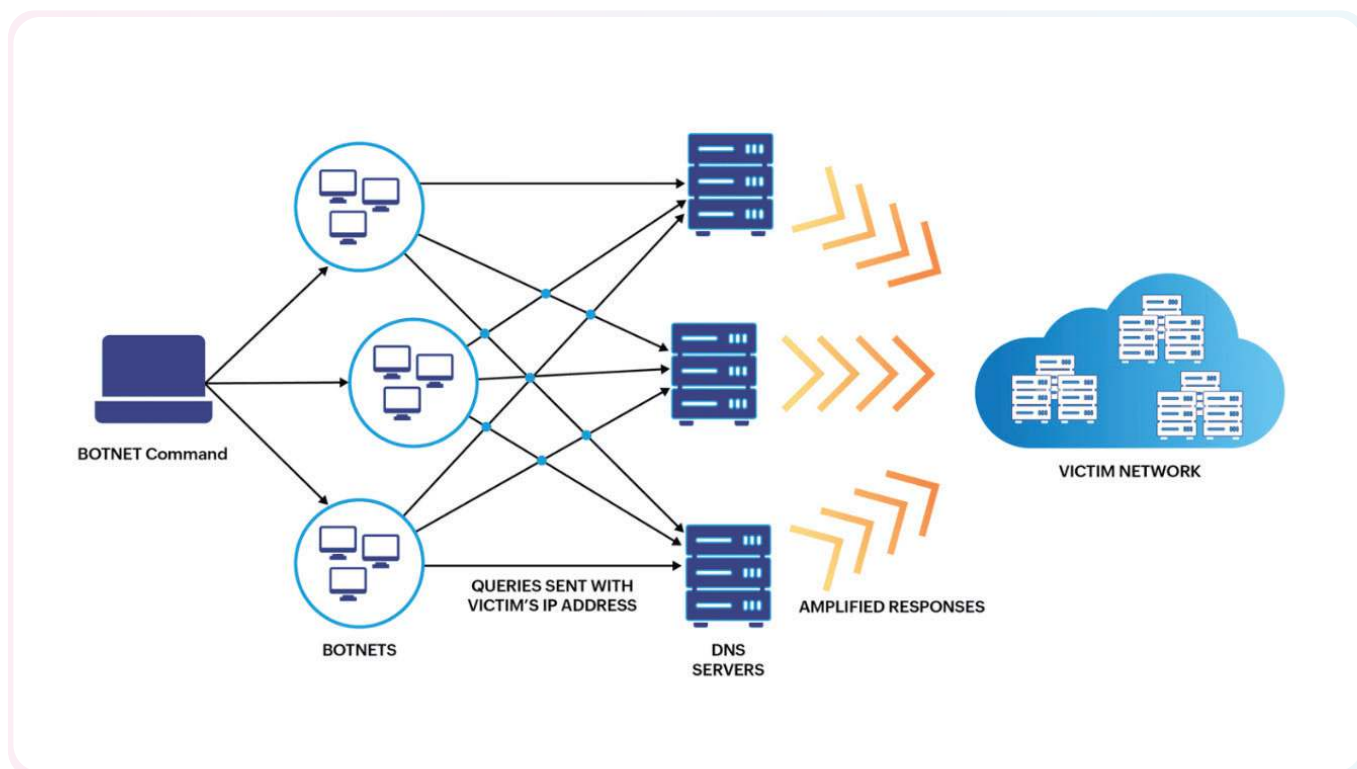 BOTNET Command
BOTNETS
QUERIES SENT WITH
VICTIM'S IP ADDRESS
DNS
SERVERS
AMPLIFIED RESPONSES
VICTIM NETWORK